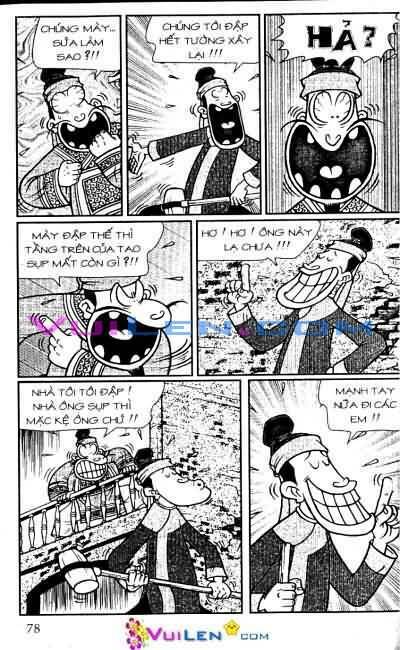 CHÚNG MÀY...
SỬA LÀM
SAO ?!!
CHÚNG TÔI ĐẬP
HẾT TƯỜNG XÂY
LẠI !!!
HẢ?
MÀY ĐẬP THẾ THÌ
TẦNG TRÊN CỦA TAO
SỤP MẤT CÒN GÌ ?!!
HƠ ! HƠ ! ÔNG NÀY
LẠ CHƯA !!!
VUILEN.COM
NHÀ TÔI TÔI ĐẬP !
NHÀ ÔNG SỤP THÌ
MẶC KỆ ÔNG CHỨ !!
MẠNH TAY
NỮA ĐI CÁC
EM !!
78
VUILEN COM